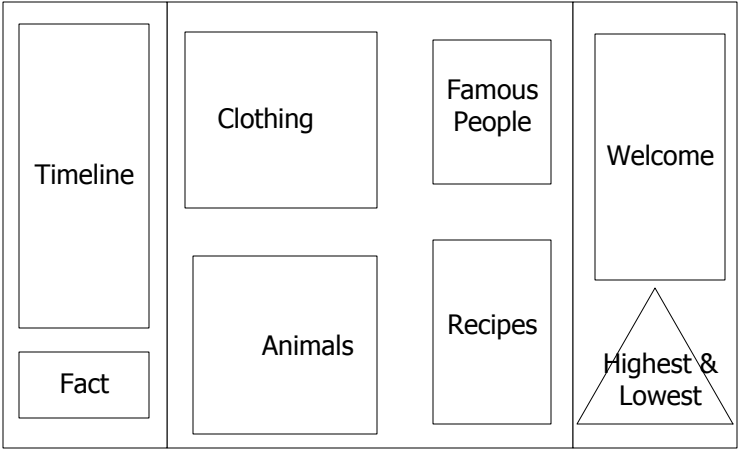 Timeline
Fact
Clothing
Famous
People
Animals
Recipes
Welcome
Highest &
Lowest